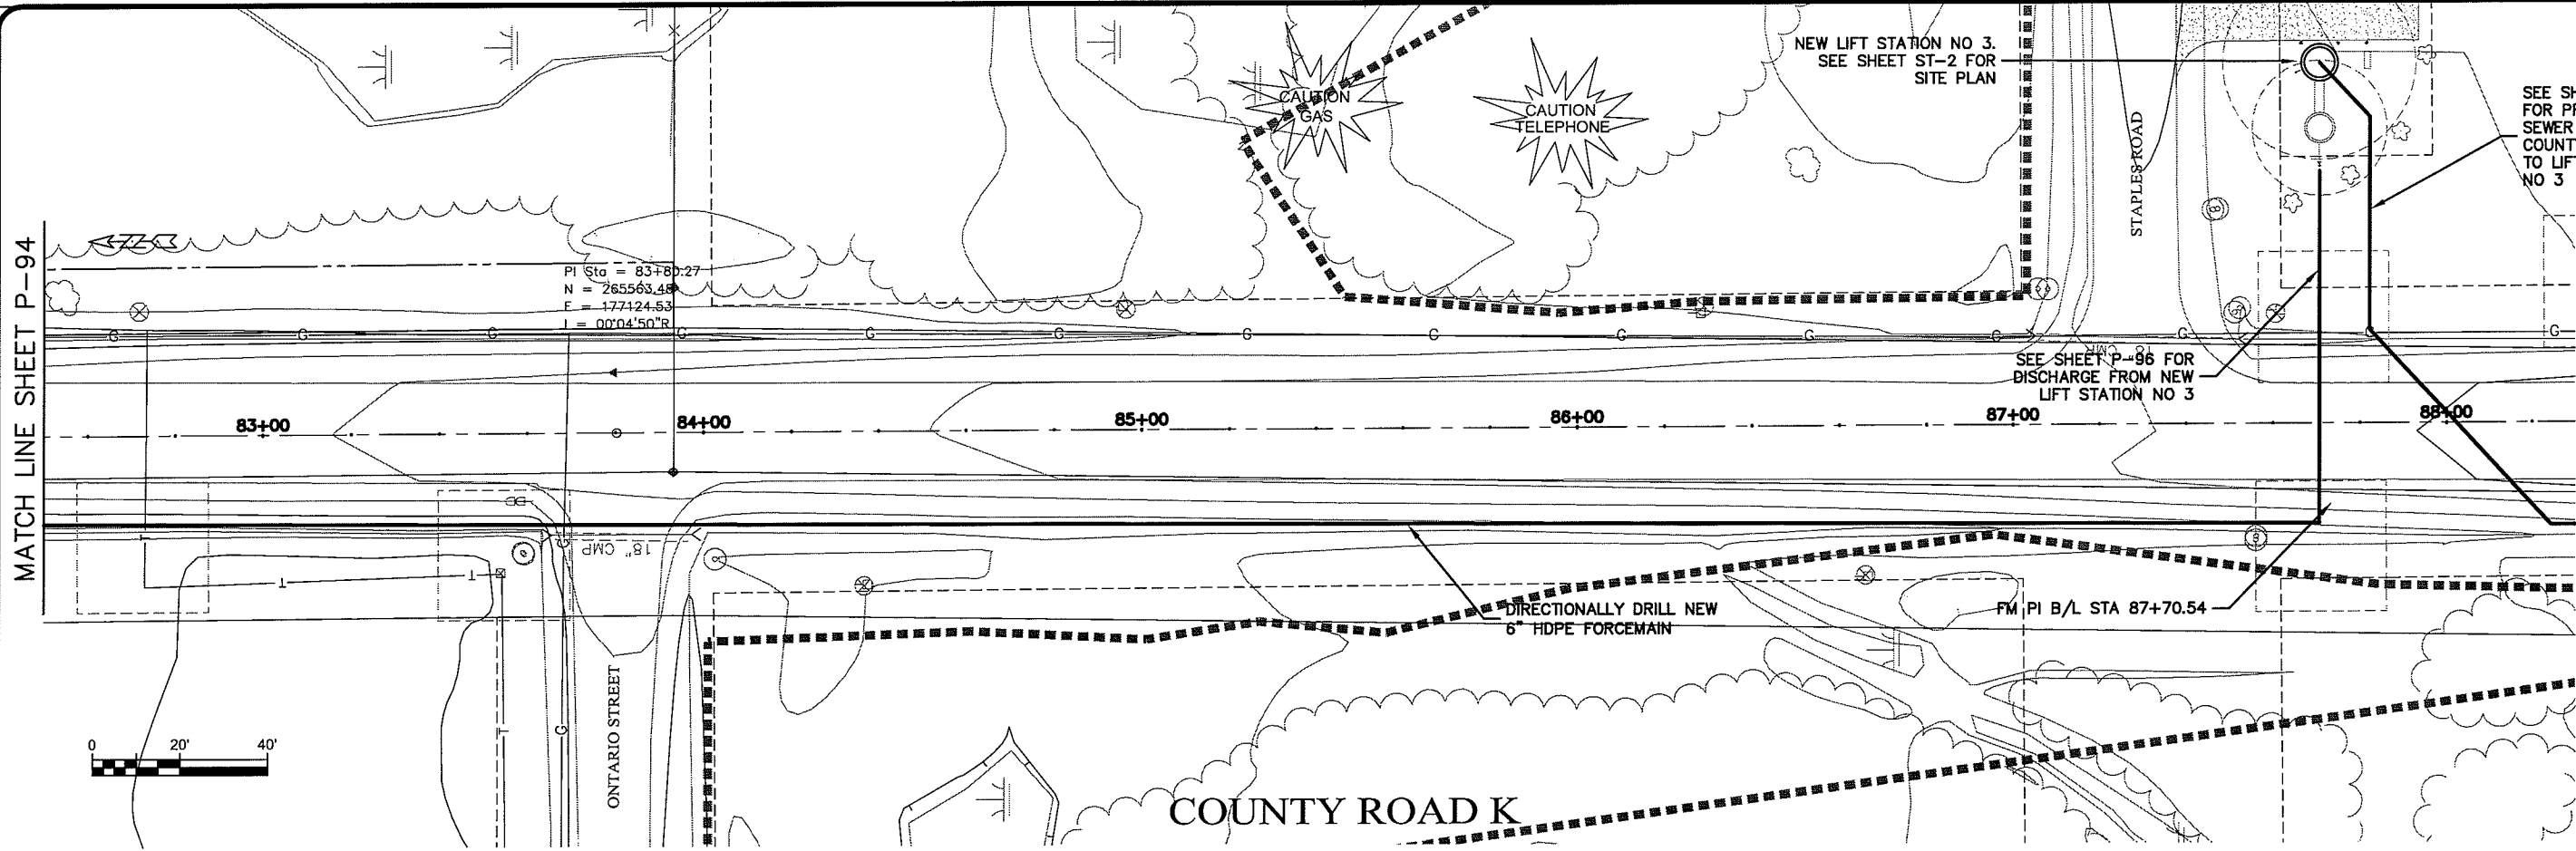 NEW LIFT STATION NO 3.
SEE SHEET ST-2 FOR
SITE PLAN
CAUTION
GAS
CAUTION
TELEPHONE
STAPLES ROAD
SEE SH
FOR PR
SEWER
COUNT
TO LIFT
NO 3
MATCH LINE SHEET P-94
PI Sta = 83+80.27
N = 265563.48
E = 177124.53
I = 00°04'50"R
G G G G G G G G G G G G G
18" CMP
SEE SHEET P-96 FOR
DISCHARGE FROM NEW
LIFT STATION NO 3
83+00 84+00 85+00 86+00 87+00 88+00
18" CMP
T T
T
G
DIRECTIONALLY DRILL NEW
6" HDPE FORCEMAIN
FM PI B/L STA 87+70.54
ONTARIO STREET
0 20' 40'
COUNTY ROAD K